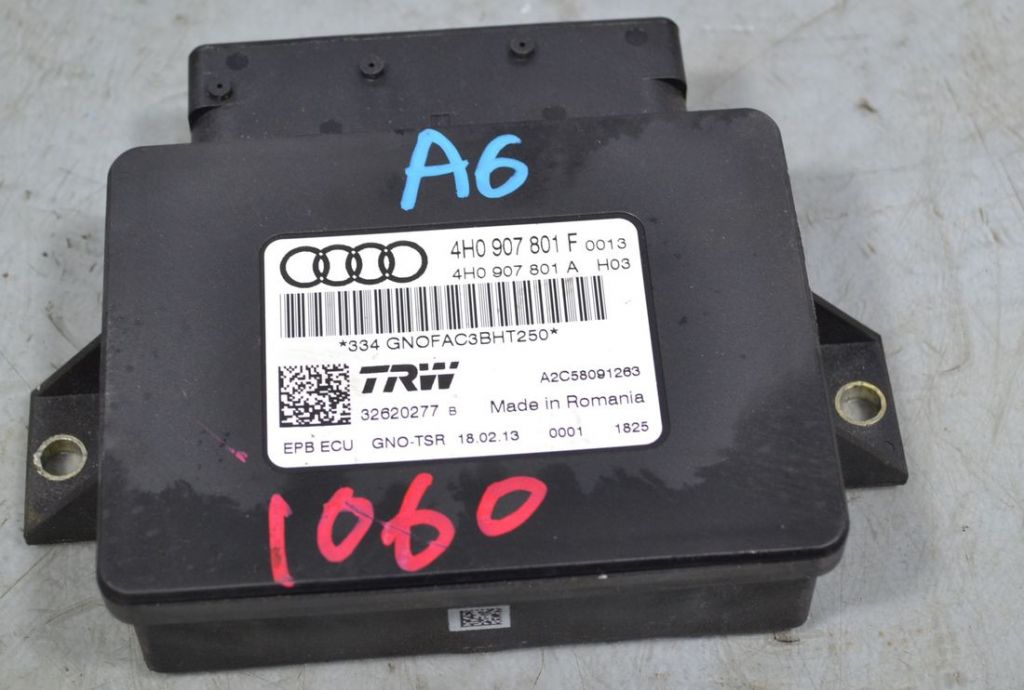 A6
4H0 907 801 F 0013
4H0 907 801 A H03
*334 GNOFAC3BHT250*
TRW A2C58091263
32620277 B Made in Romania
EPB ECU GNO-TSR 18.02.13 0001 1825
1060